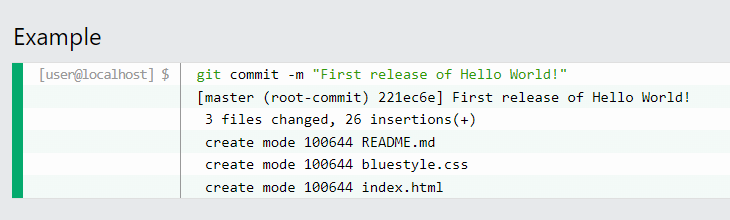 Example
[user@localhost] $ git commit -m "First release of Hello World!"
[master (root-commit) 221ec6e] First release of Hello World!
3 files changed, 26 insertions(+)
create mode 100644 README.md
create mode 100644 bluestyle.css
create mode 100644 index.html